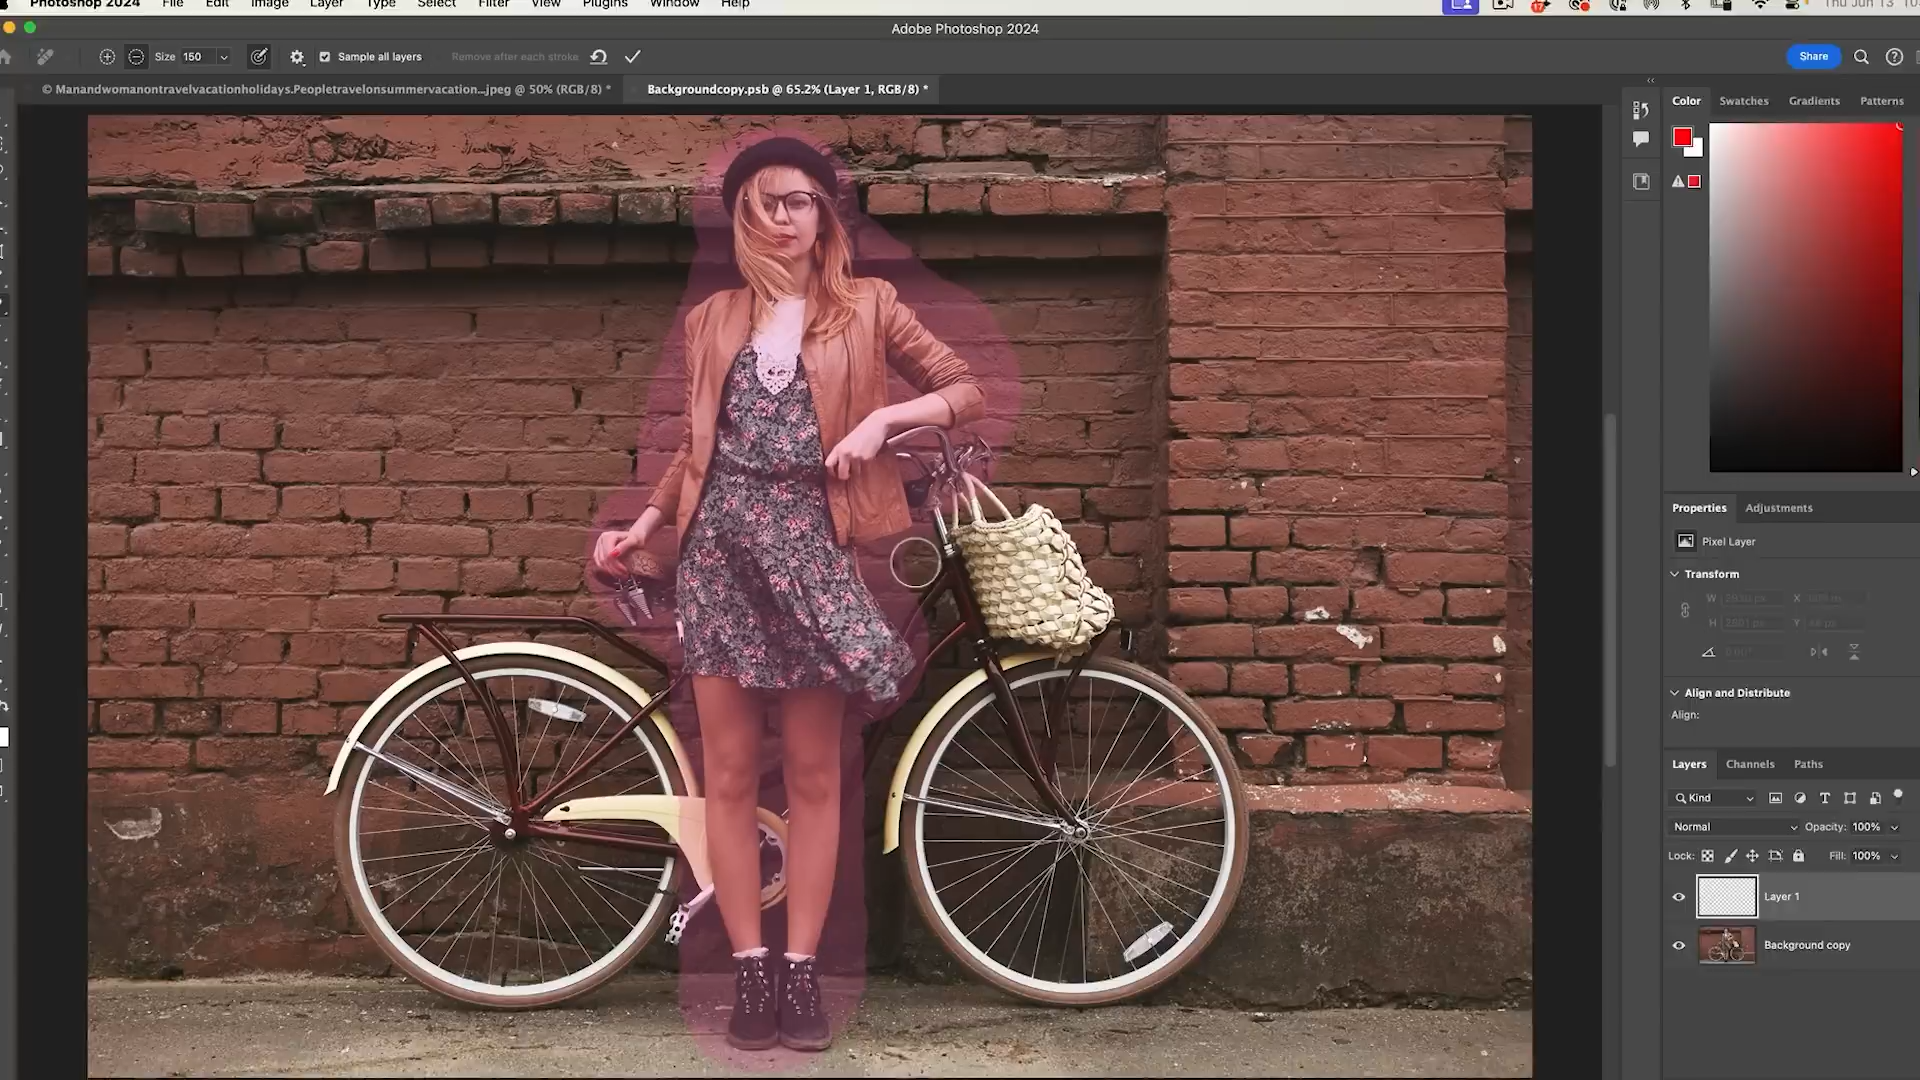 Photoshop 2024 File Edit Image Layer Type Select Filter View Plugins Window Help Thu Jun 13
Adobe Photoshop 2024
Size 150 Sample all layers Remove after each stroke Share
© Manandwomanontravelvacationholidays.Peopletravelonsummervacation...jpeg @ 50% (RGB/8) * Backgroundcopy.psb @ 65.2% (Layer 1, RGB/8) *
Color Swatches Gradients Patterns
Properties Adjustments
Pixel Layer
Transform
W X
H Y
Align and Distribute
Align:
Layers Channels Paths
Kind
Normal Opacity: 100%
Lock: Fill: 100%
Layer 1
Background copy